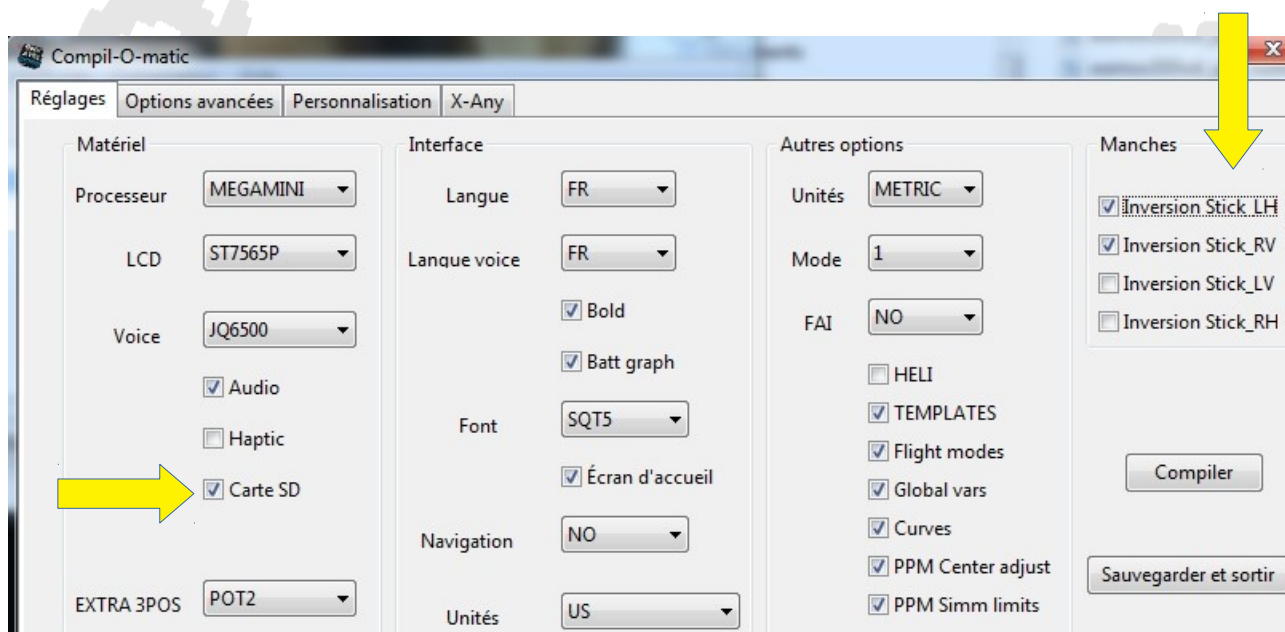 Compil-O-matic
Réglages Options avancées Personnalisation X-Any
Matériel
Processeur MEGAMINI
LCD ST7565P
Voice JQ6500
Audio
Haptic
Carte SD
EXTRA 3POS POT2
Interface
Langue FR
Langue voice FR
Bold
Batt graph
Font SQT5
Écran d'accueil
Navigation NO
Unités US
Autres options
Unités METRIC
Mode 1
FAI NO
HELI
TEMPLATES
Flight modes
Global vars
Curves
PPM Center adjust
PPM Simm limits
Manches
Inversion Stick_LH
Inversion Stick_RV
Inversion Stick_LV
Inversion Stick_RH
Compiler
Sauvegarder et sortir